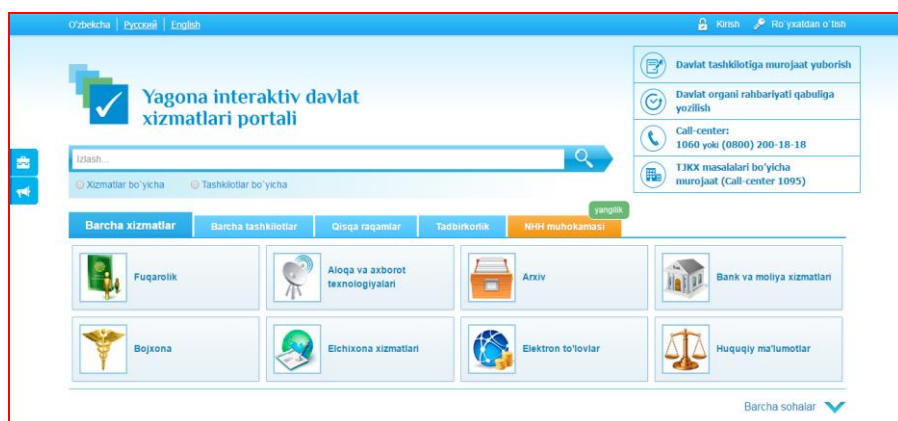 O'zbekcha | Русский | English
Kirish
Ro`yxatdan o`tish
Yagona interaktiv davlat
xizmatlari portali
Davlat tashkilotiga murojaat yuborish
Davlat organi rahbariyati qabuliga
yozilish
Call-center:
1060 yoki (0800) 200-18-18
TJKX masalalari bo'yicha
murojaat (Call-center 1095)
Izlash...
Xizmatlar bo`yicha
Tashkilotlar bo`yicha
yangilik
Barcha xizmatlar
Barcha tashkilotlar
Qisqa raqamlar
Tadbirkorlik
NHH muhokamasi
Fuqarolik
Aloqa va axborot
texnologiyalari
Arxiv
Bank va moliya xizmatlari
Bojxona
Elchixona xizmatlari
Elektron to'lovlar
Huquqiy ma'lumotlar
Barcha sohalar